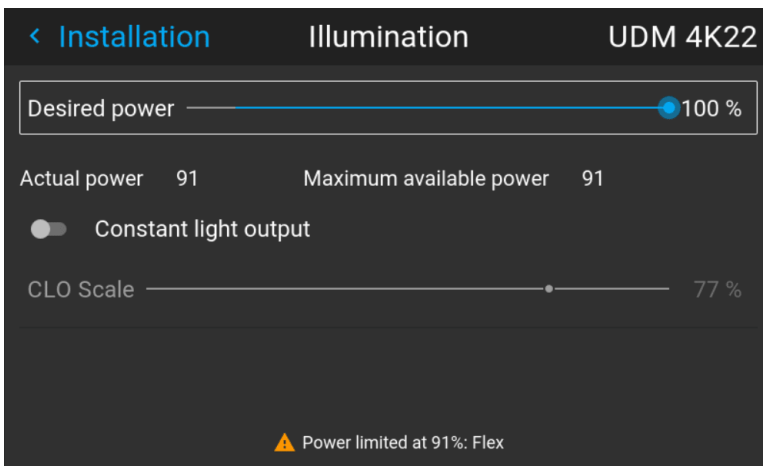 Installation Illumination UDM 4K22
Desired power 100 %
Actual power 91 Maximum available power 91
Constant light output
CLO Scale 77 %
Power limited at 91%: Flex